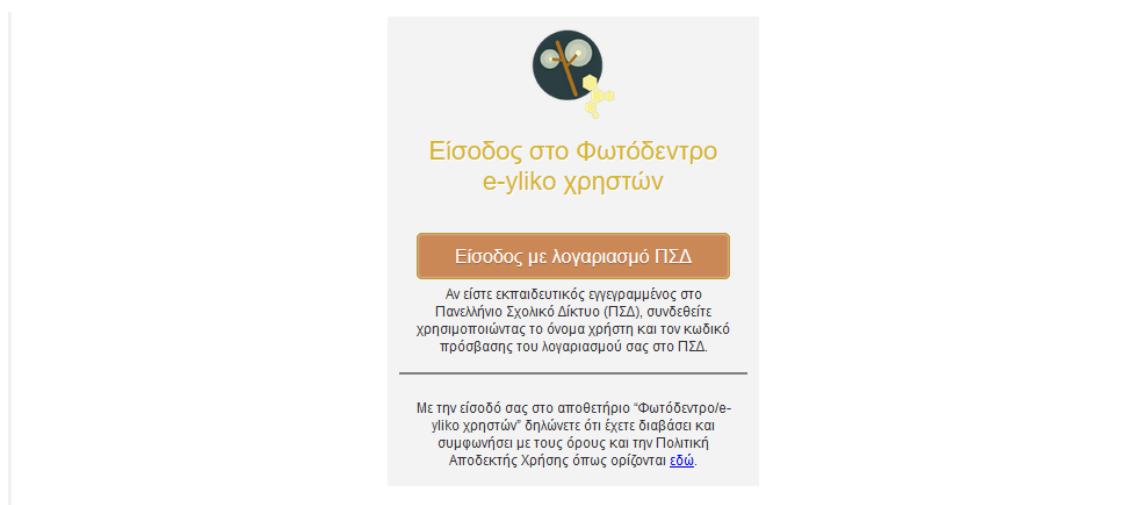 Είσοδος στο Φωτόδεντρο
e-yliko χρηστών
Είσοδος με λογαριασμό ΠΣΔ
Αν είστε εκπαιδευτικός εγγεγραμμένος στο
Πανελλήνιο Σχολικό Δίκτυο (ΠΣΔ), συνδεθείτε
χρησιμοποιώντας το όνομα χρήστη και τον κωδικό
πρόσβασης του λογαριασμού σας στο ΠΣΔ.
Με την είσοδό σας στο αποθετήριο “Φωτόδεντρο/e-
yliko χρηστών” δηλώνετε ότι έχετε διαβάσει και
συμφωνήσει με τους όρους και την Πολιτική
Αποδεκτής Χρήσης όπως ορίζονται εδώ.